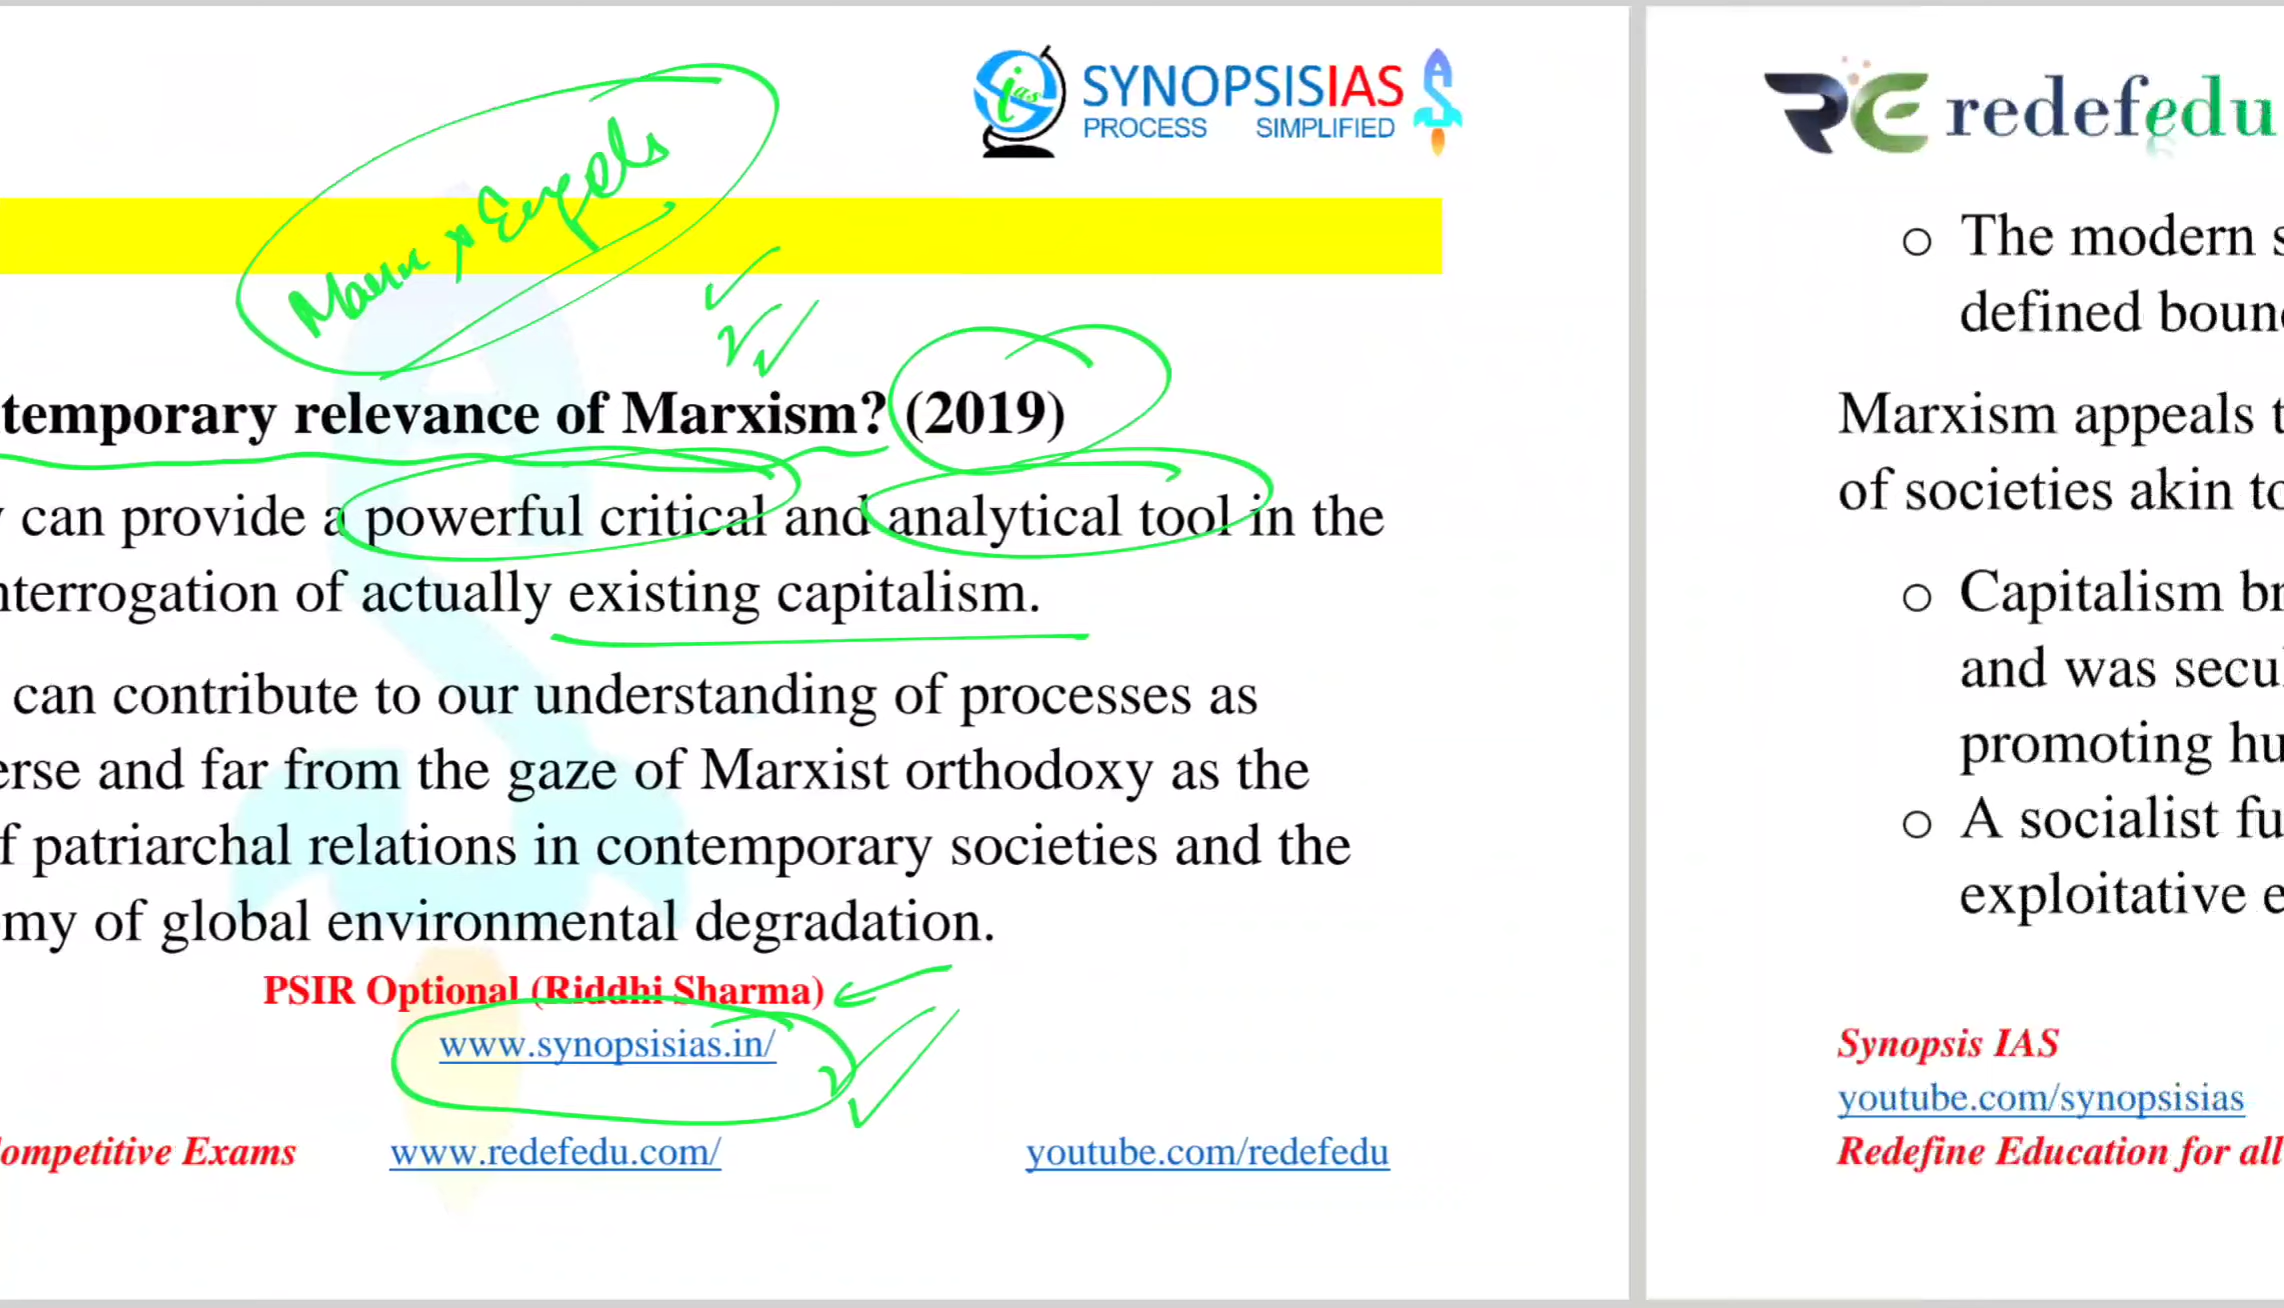 SYNOPSISIAS
PROCESS SIMPLIFIED
Marx & Engels
temporary relevance of Marxism? (2019)
can provide a powerful critical and analytical tool in the
nterrogation of actually existing capitalism.
can contribute to our understanding of processes as
erse and far from the gaze of Marxist orthodoxy as the
f patriarchal relations in contemporary societies and the
my of global environmental degradation.
PSIR Optional (Riddhi Sharma)
www.synopsisias.in/
ompetitive Exams www.redefedu.com/ youtube.com/redefedu
redefedu
o The modern s
defined boun
Marxism appeals t
of societies akin to
o Capitalism br
and was secul
promoting hu
o A socialist fu
exploitative e
Synopsis IAS
youtube.com/synopsisias
Redefine Education for all